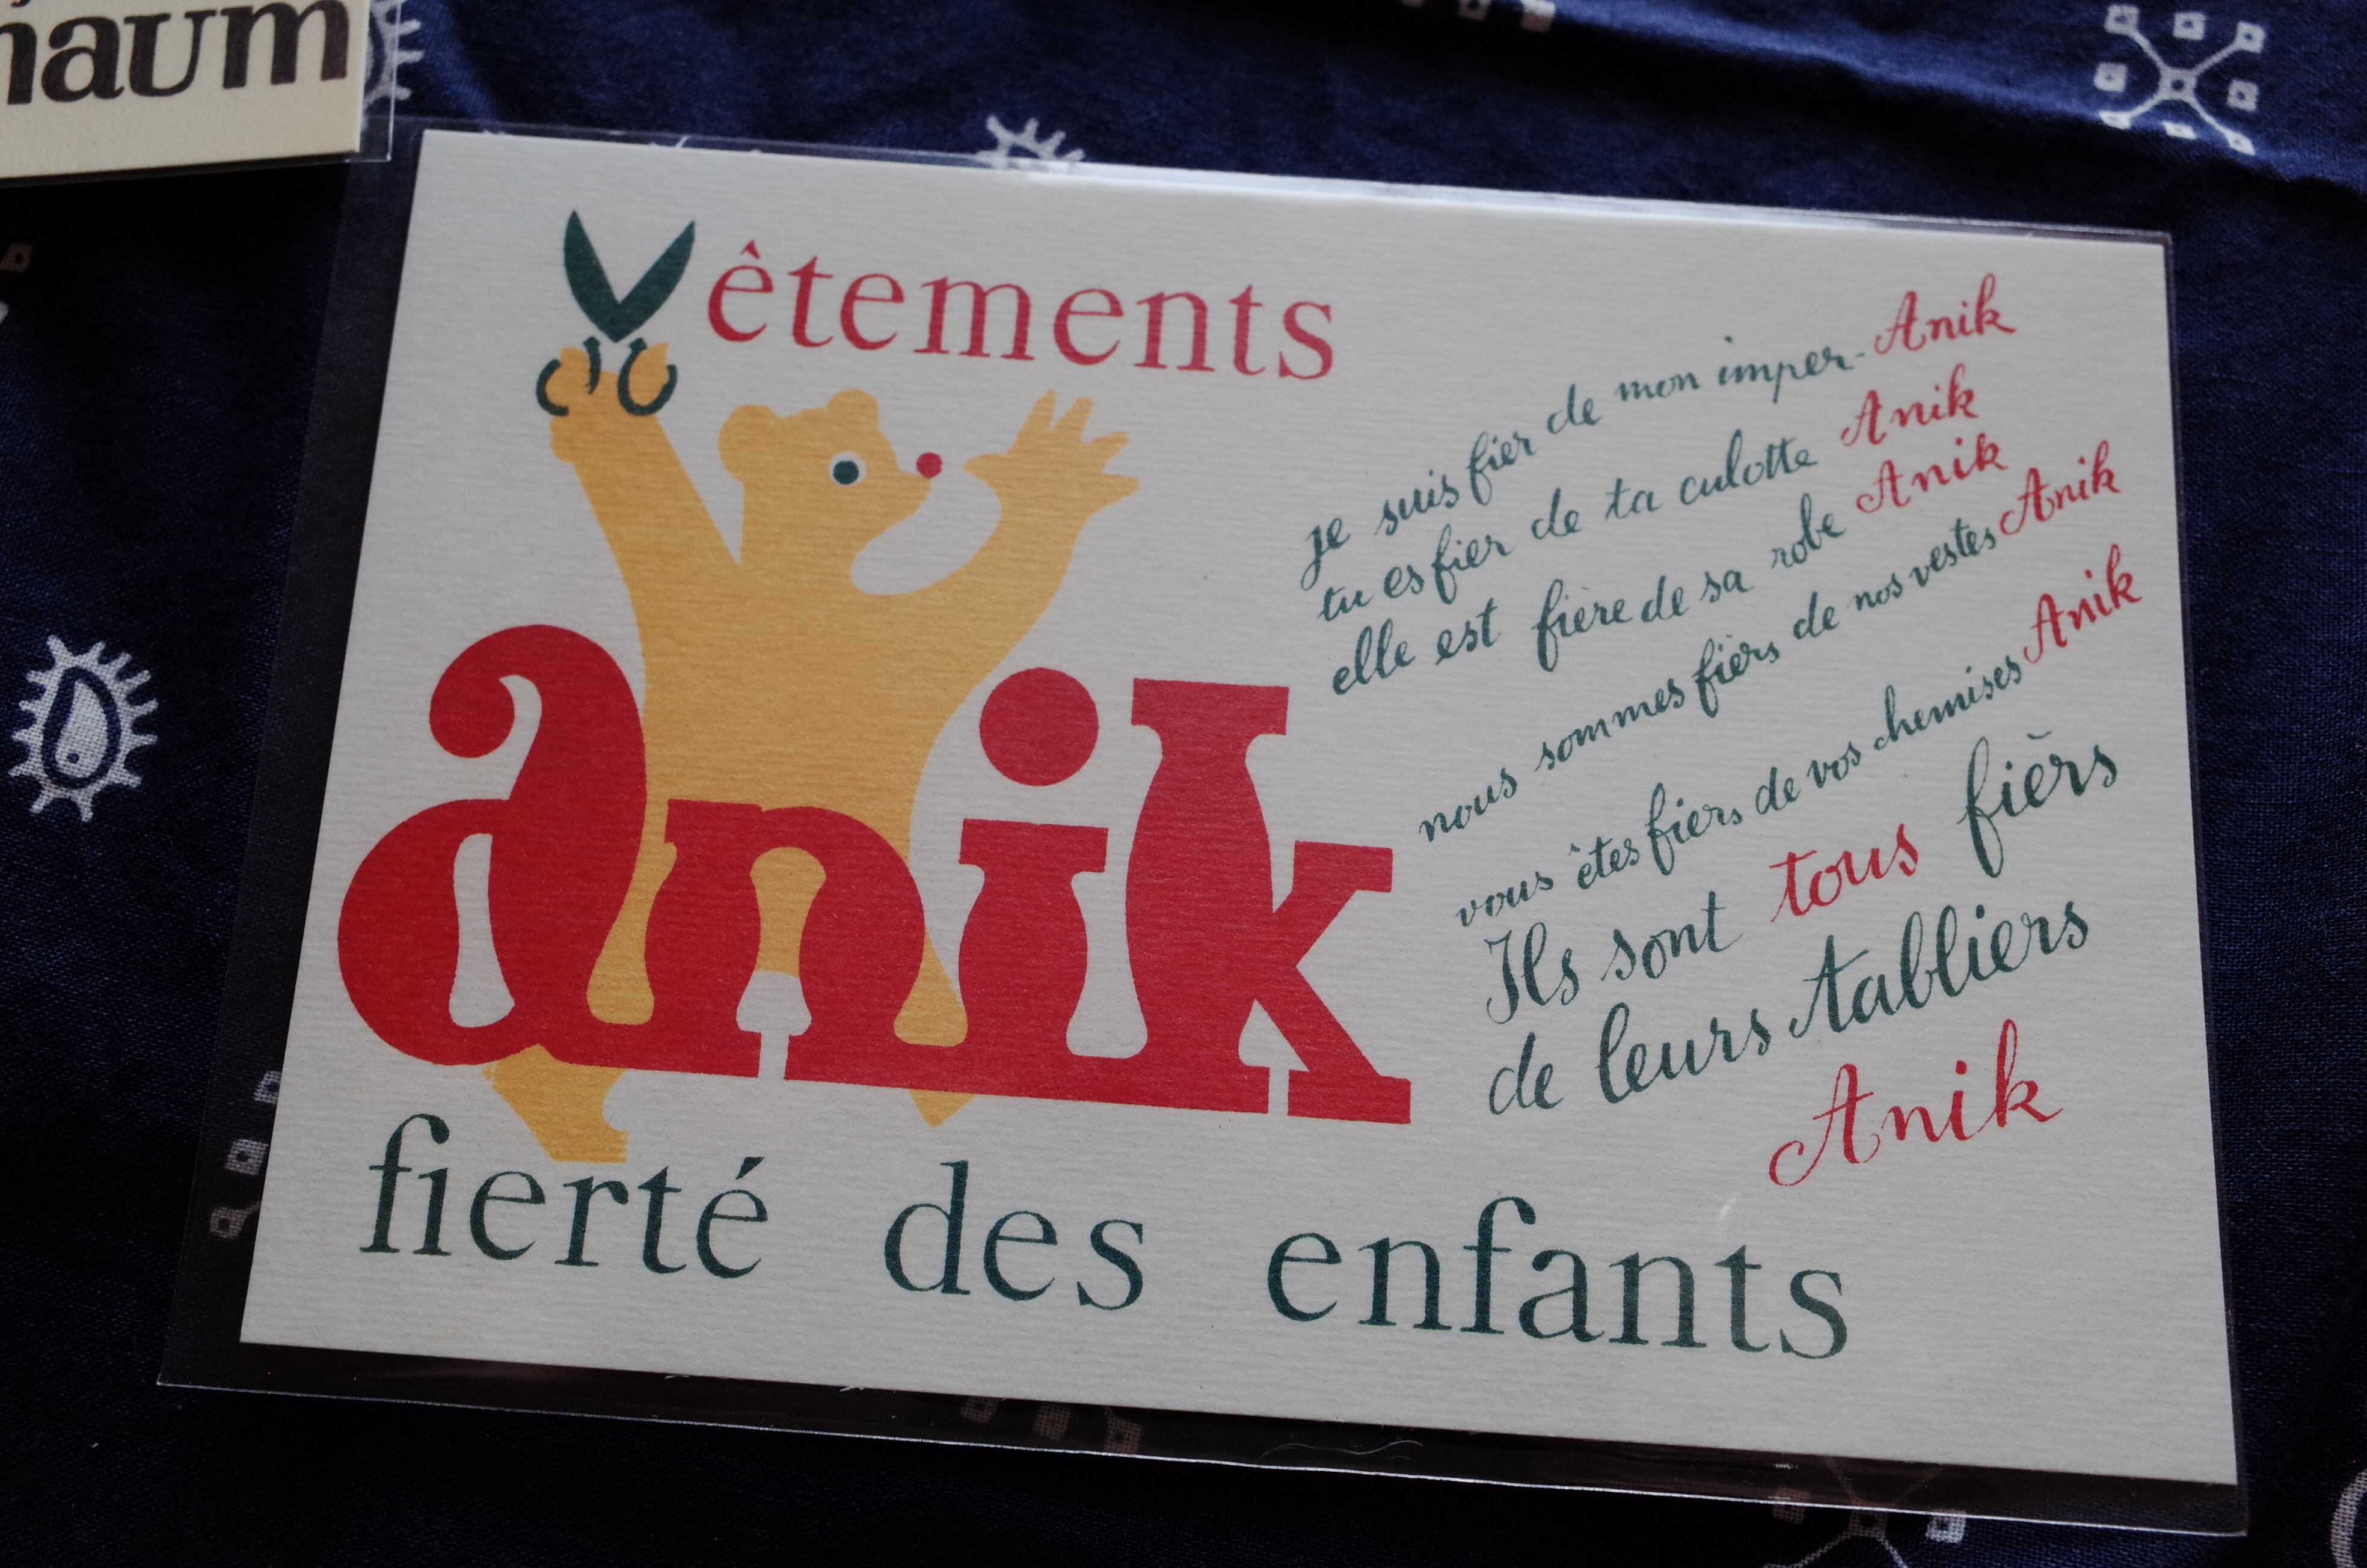 naum
Vêtements
anik
fierté des enfants
je suis fier de mon imper-Anik
tu es fier de ta culotte Anik
elle est fière de sa robe Anik
nous sommes fiers de nos vestes Anik
vous êtes fiers de vos chemises Anik
Ils sont tous fièrs
de leurs tabliers
Anik